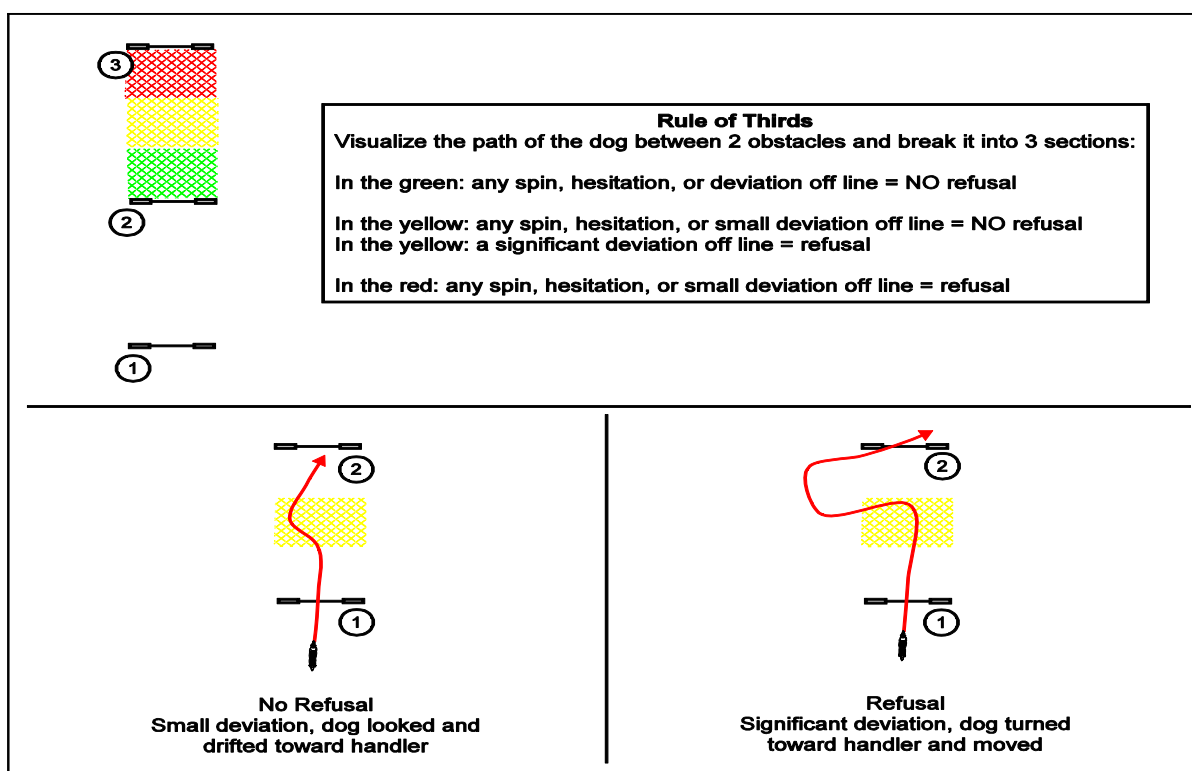 3
2
1
Rule of Thirds
Visualize the path of the dog between 2 obstacles and break it into 3 sections:
In the green: any spin, hesitation, or deviation off line = NO refusal
In the yellow: any spin, hesitation, or small deviation off line = NO refusal
In the yellow: a significant deviation off line = refusal
In the red: any spin, hesitation, or small deviation off line = refusal
2
1
No Refusal
Small deviation, dog looked and
drifted toward handler
2
1
Refusal
Significant deviation, dog turned
toward handler and moved